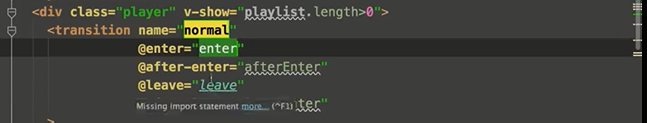 <div class="player" v-show="playlist.length>0">
<transition name="normal"
@enter="enter"
@after-enter="afterEnter"
@leave="leave"
Missing import statement more... (^F1) ter"
>